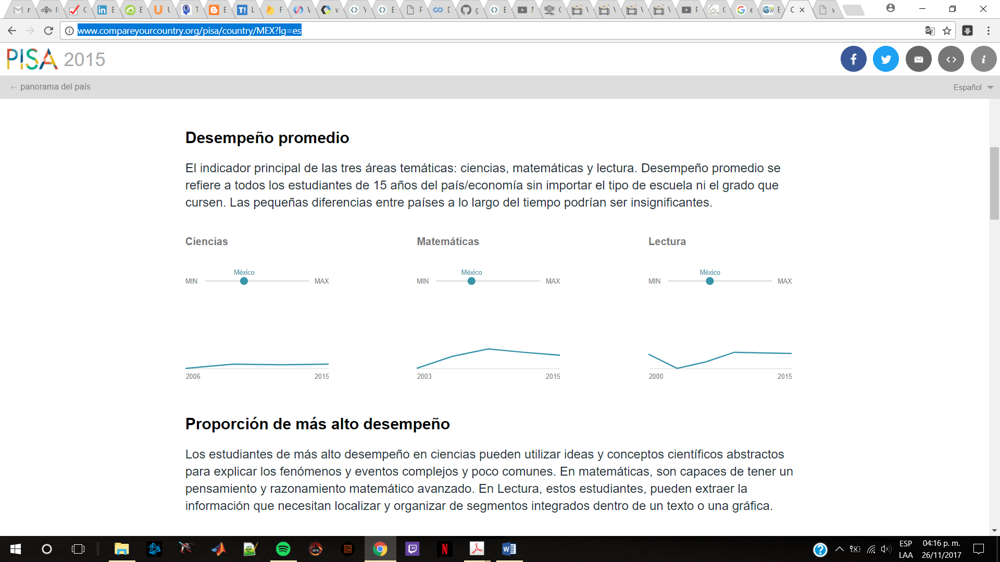 www.compareyourcountry.org/pisa/country/MEX?lg=es
PISA 2015
← panorama del país
Español
Desempeño promedio
El indicador principal de las tres áreas temáticas: ciencias, matemáticas y lectura. Desempeño promedio se
refiere a todos los estudiantes de 15 años del país/economía sin importar el tipo de escuela ni el grado que
cursen. Las pequeñas diferencias entre países a lo largo del tiempo podrían ser insignificantes.
Ciencias Matemáticas Lectura
México México México
MIN MAX MIN MAX MIN MAX
2006 2015 2003 2015 2000 2015
Proporción de más alto desempeño
Los estudiantes de más alto desempeño en ciencias pueden utilizar ideas y conceptos científicos abstractos
para explicar los fenómenos y eventos complejos y poco comunes. En matemáticas, son capaces de tener un
pensamiento y razonamiento matemático avanzado. En Lectura, estos estudiantes, pueden extraer la
información que necesitan localizar y organizar de segmentos integrados dentro de un texto o una gráfica.
ESP 04:16 p. m.
LAA 26/11/2017